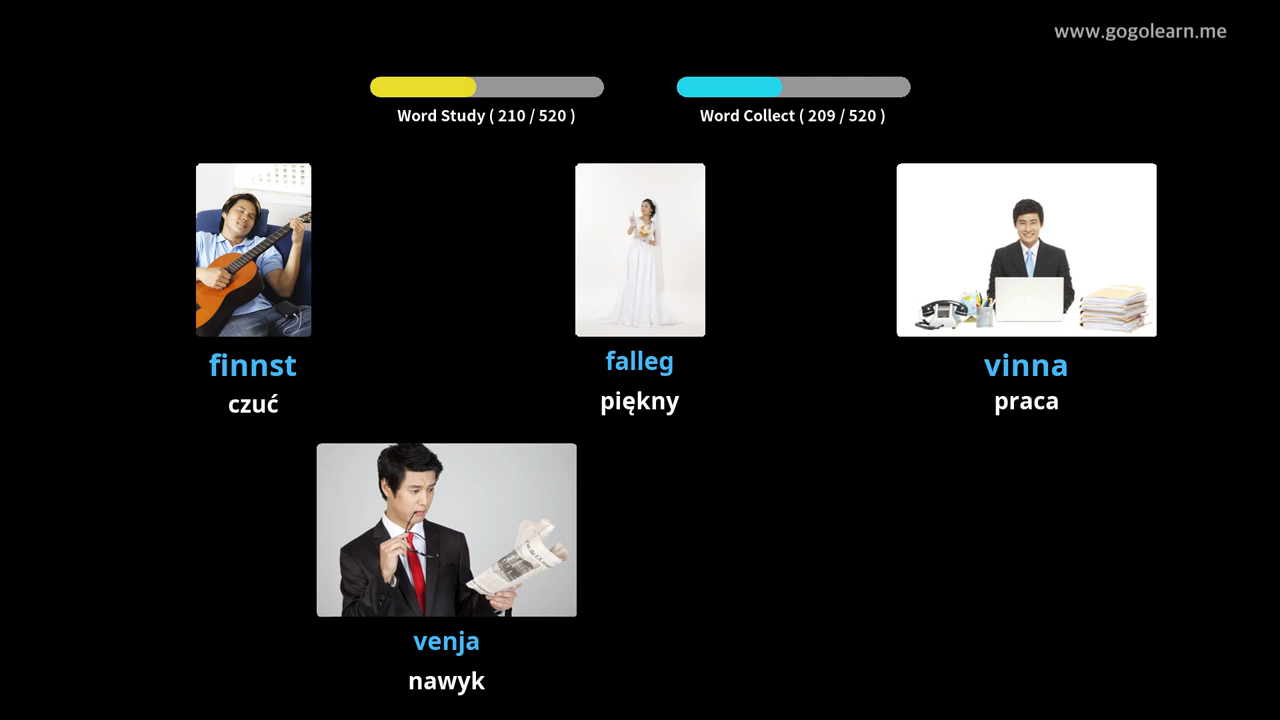 www.gogolearn.me
Word Study ( 210 / 520 )
Word Collect ( 209 / 520 )
finnst
czuć
falleg
piękny
vinna
praca
venja
nawyk